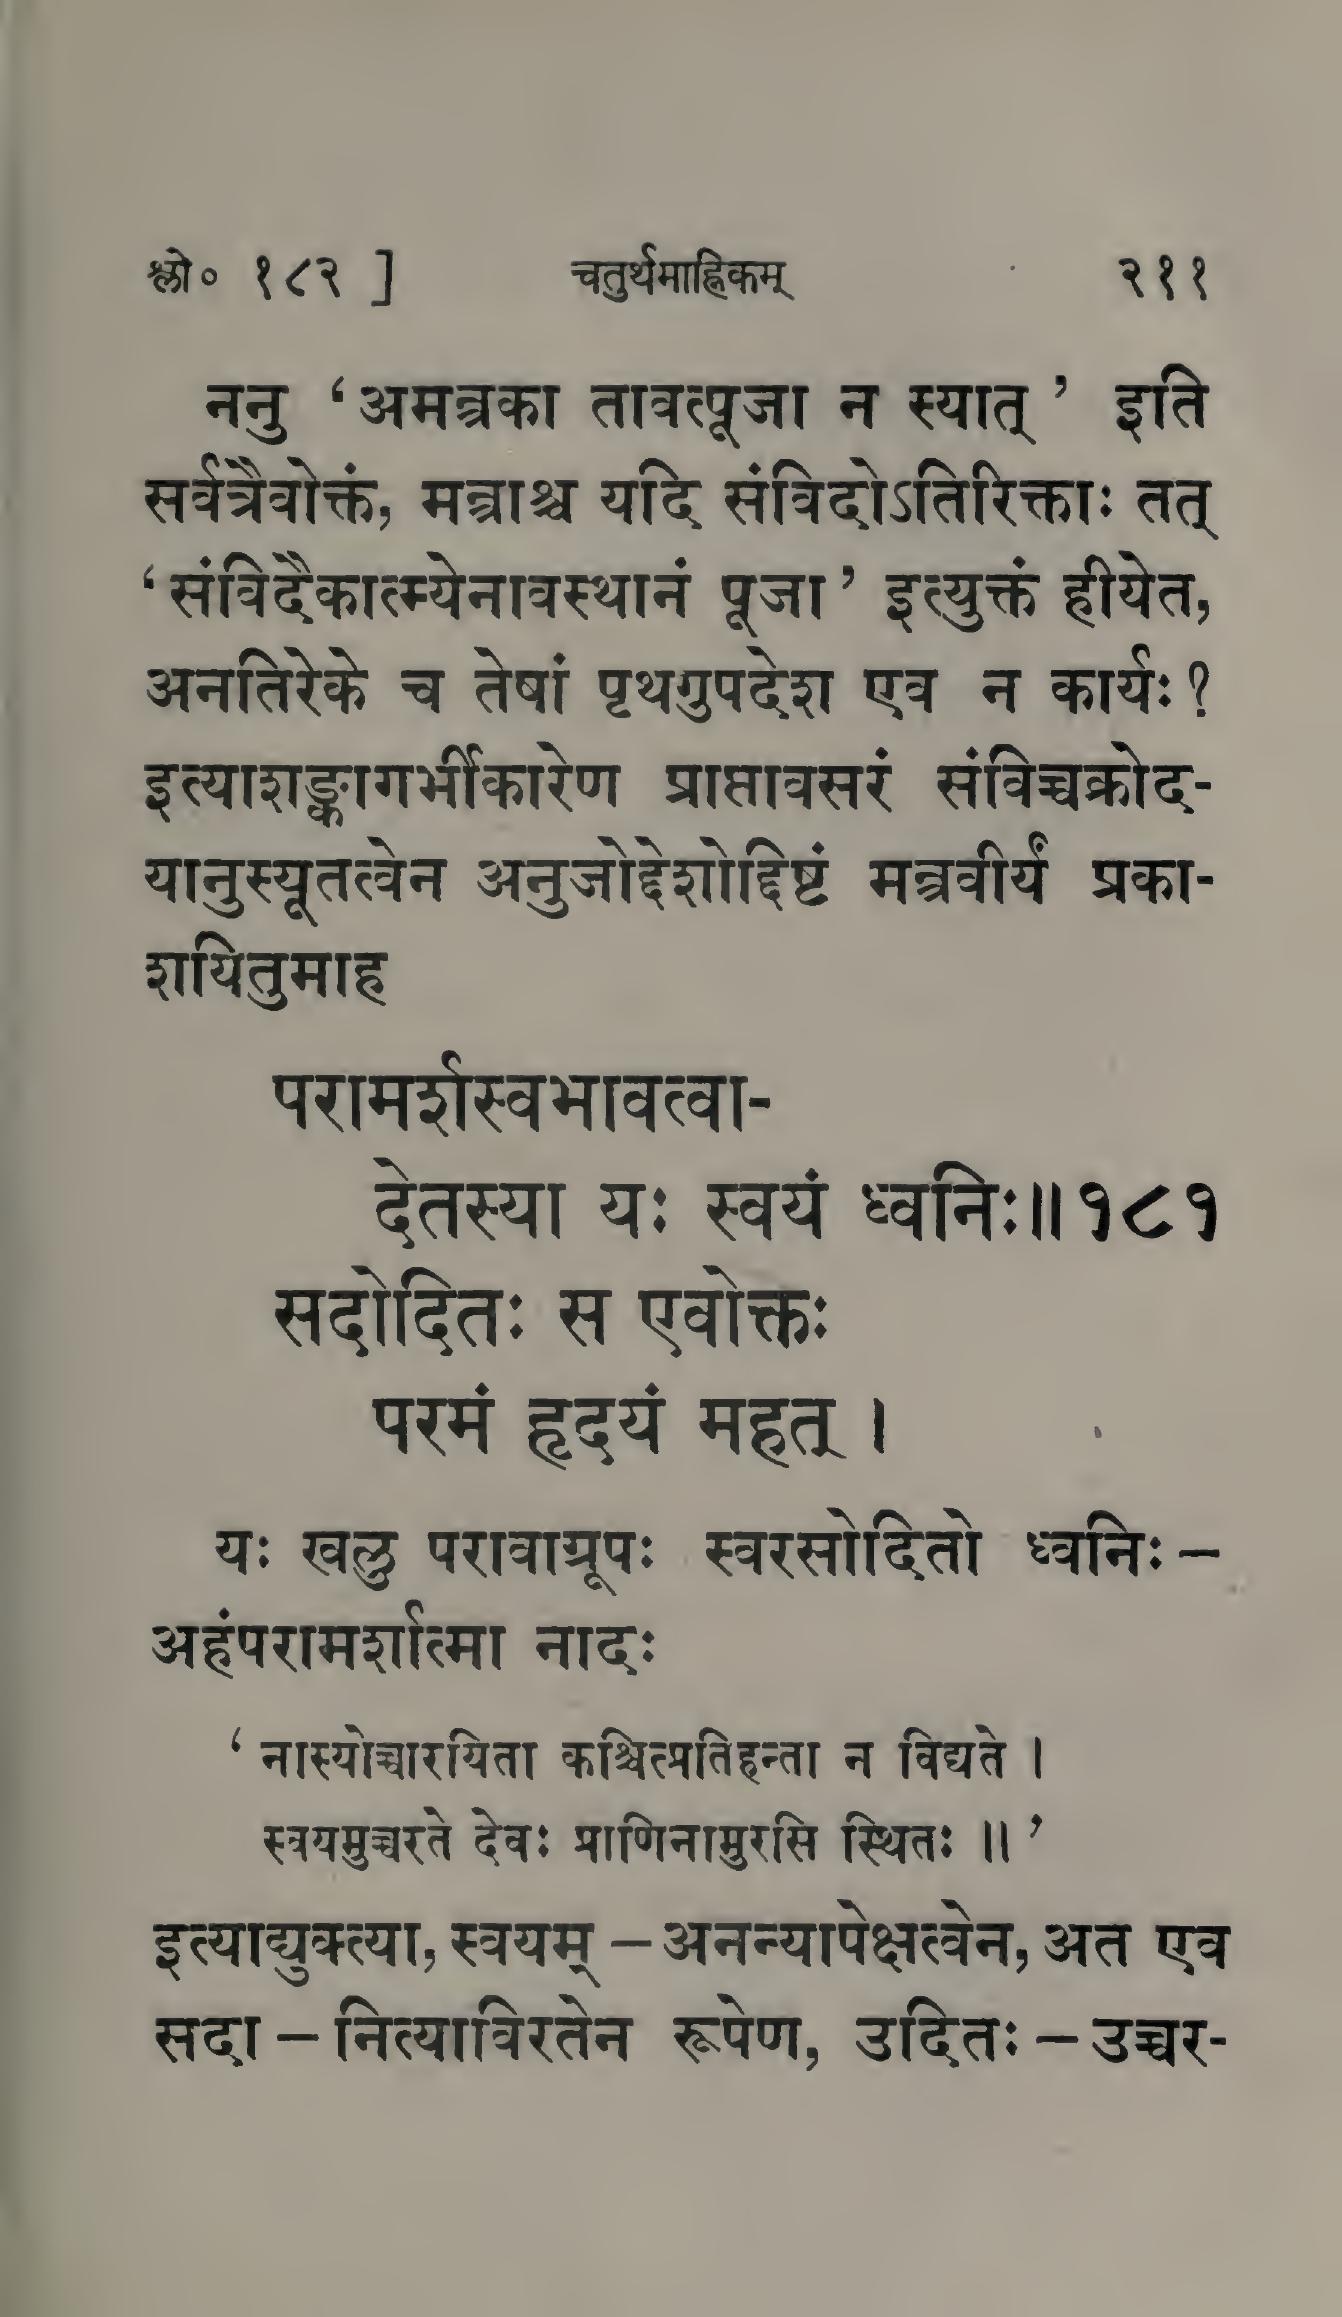 श्लो० १८२ ] चतुर्थमाह्निकम् २११
ननु ‘अमन्त्रका तावत्पूजा न स्यात्’ इति
सर्वत्रैवोक्तं, मन्त्राश्च यदि संविदोऽतिरिक्ताः तत्
‘संविदैकात्म्येनावस्थानं पूजा’ इत्युक्तं हीयेत,
अनतिरेके च तेषां पृथगुपदेश एव न कार्यः?
इत्याशङ्कागर्भीकारेण प्राप्तावसरं संविच्चक्रोद-
यानुस्यूतत्वेन अनुजोद्देशोद्दिष्टं मन्त्रवीर्यं प्रका-
शयितुमाह
परामर्शस्वभावत्वा-
देतस्या यः स्वयं ध्वनिः॥१८१
सदोदितः स एवोक्तः
परमं हृदयं महत् ।
यः खलु परावाग्रूपः स्वरसोदितो ध्वनिः –
अहंपरामर्शात्मा नादः
‘नास्योच्चारयिता कश्चित्प्रतिहन्ता न विद्यते ।
स्वयमुच्चरते देवः प्राणिनामुरसि स्थितः ॥’
इत्याद्युक्त्या, स्वयम् – अनन्यापेक्षत्वेन, अत एव
सदा – नित्याविरतेन रूपेण, उदितः – उच्चर-